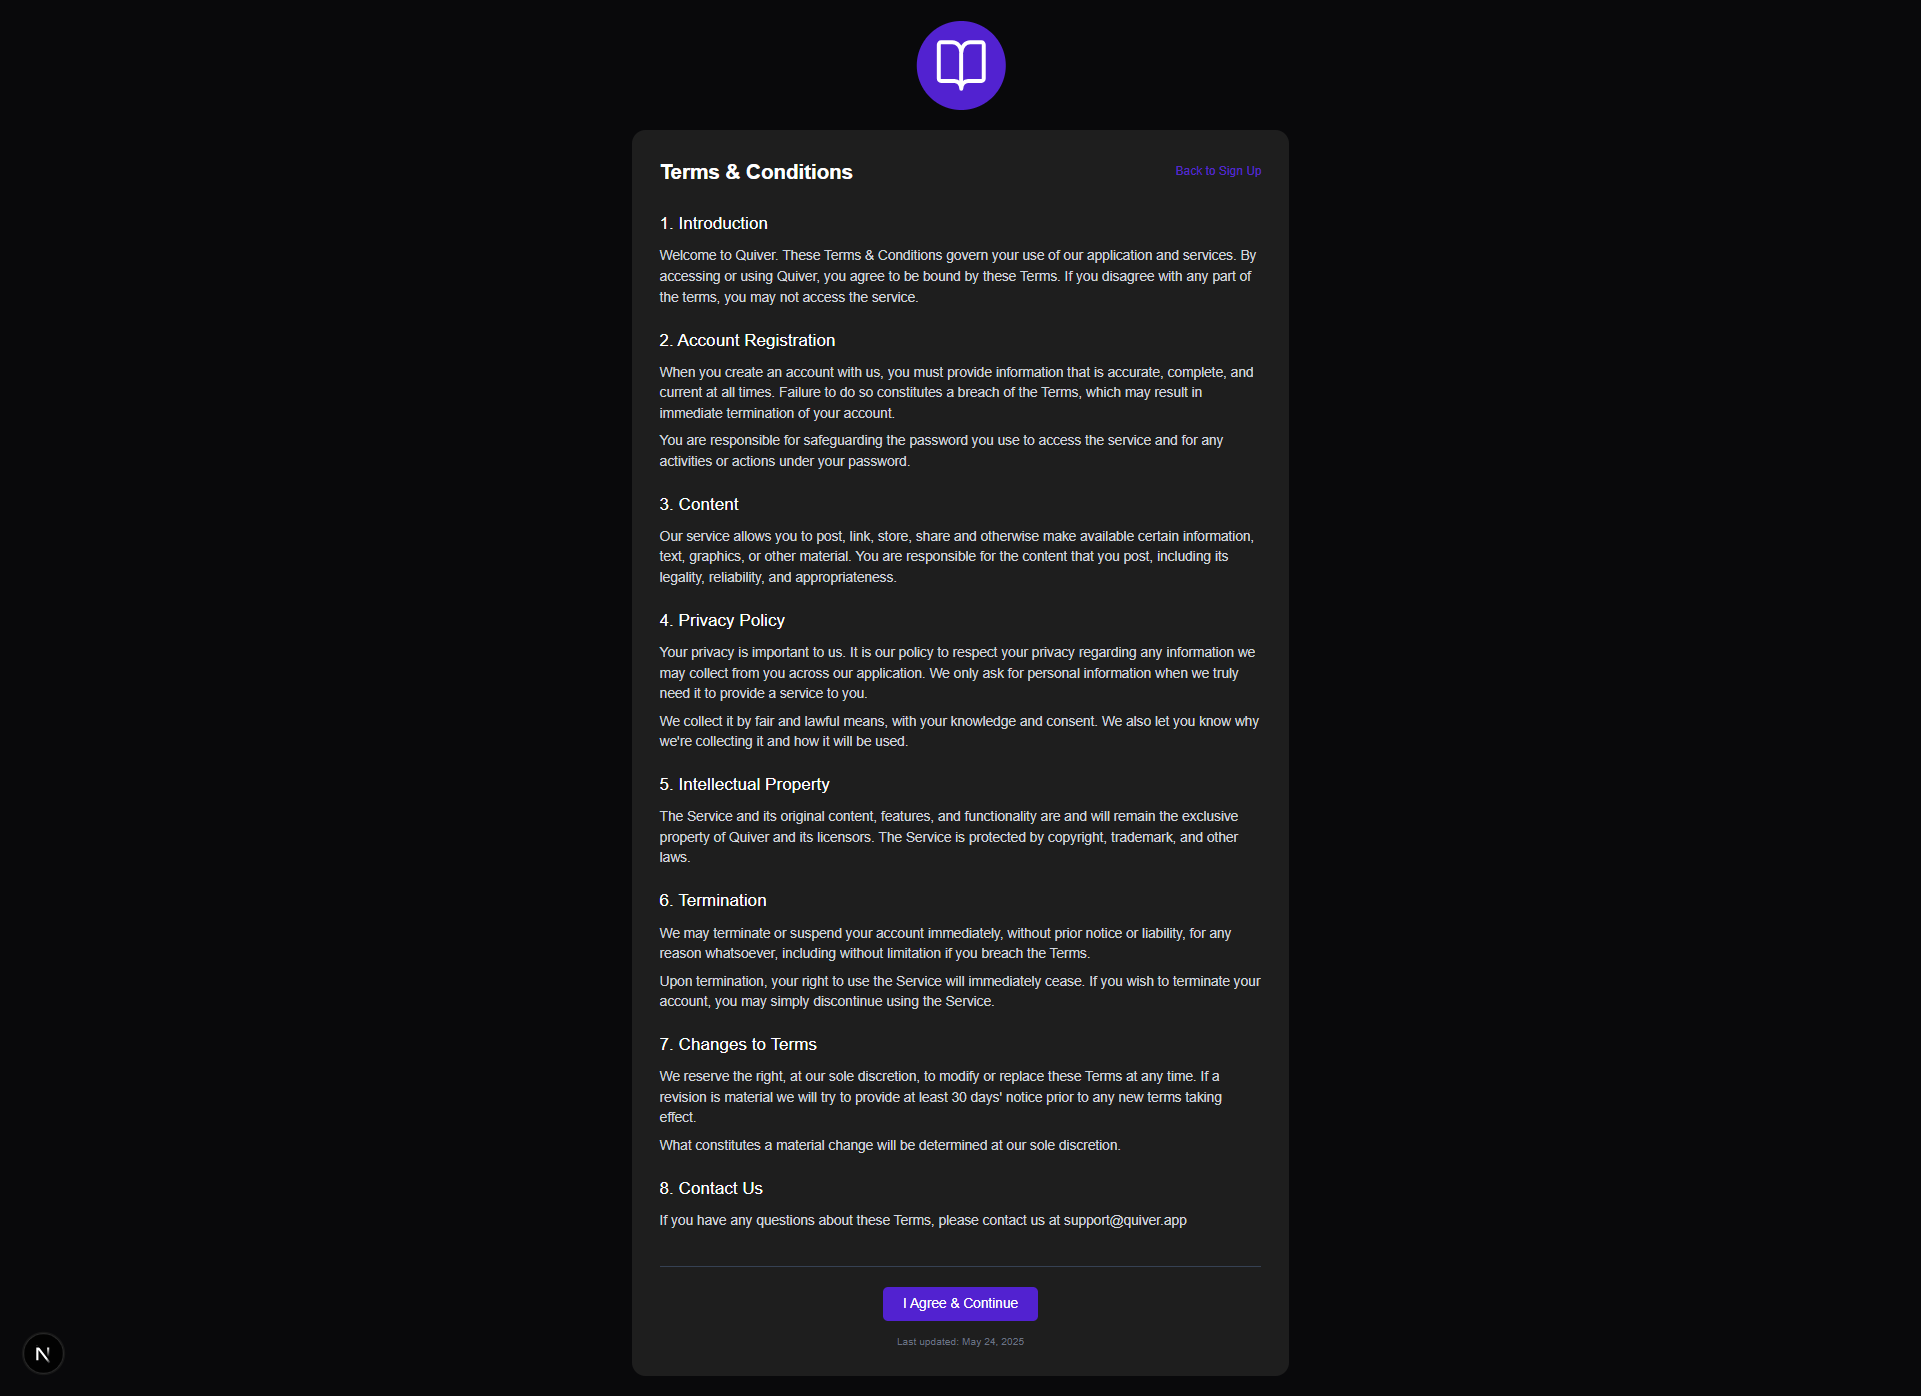 Terms & Conditions
Back to Sign Up
1. Introduction
Welcome to Quiver. These Terms & Conditions govern your use of our application and services. By
accessing or using Quiver, you agree to be bound by these Terms. If you disagree with any part of
the terms, you may not access the service.
2. Account Registration
When you create an account with us, you must provide information that is accurate, complete, and
current at all times. Failure to do so constitutes a breach of the Terms, which may result in
immediate termination of your account.
You are responsible for safeguarding the password you use to access the service and for any
activities or actions under your password.
3. Content
Our service allows you to post, link, store, share and otherwise make available certain information,
text, graphics, or other material. You are responsible for the content that you post, including its
legality, reliability, and appropriateness.
4. Privacy Policy
Your privacy is important to us. It is our policy to respect your privacy regarding any information we
may collect from you across our application. We only ask for personal information when we truly
need it to provide a service to you.
We collect it by fair and lawful means, with your knowledge and consent. We also let you know why
we're collecting it and how it will be used.
5. Intellectual Property
The Service and its original content, features, and functionality are and will remain the exclusive
property of Quiver and its licensors. The Service is protected by copyright, trademark, and other
laws.
6. Termination
We may terminate or suspend your account immediately, without prior notice or liability, for any
reason whatsoever, including without limitation if you breach the Terms.
Upon termination, your right to use the Service will immediately cease. If you wish to terminate your
account, you may simply discontinue using the Service.
7. Changes to Terms
We reserve the right, at our sole discretion, to modify or replace these Terms at any time. If a
revision is material we will try to provide at least 30 days' notice prior to any new terms taking
effect.
What constitutes a material change will be determined at our sole discretion.
8. Contact Us
If you have any questions about these Terms, please contact us at support@quiver.app
I Agree & Continue
Last updated: May 24, 2025
N